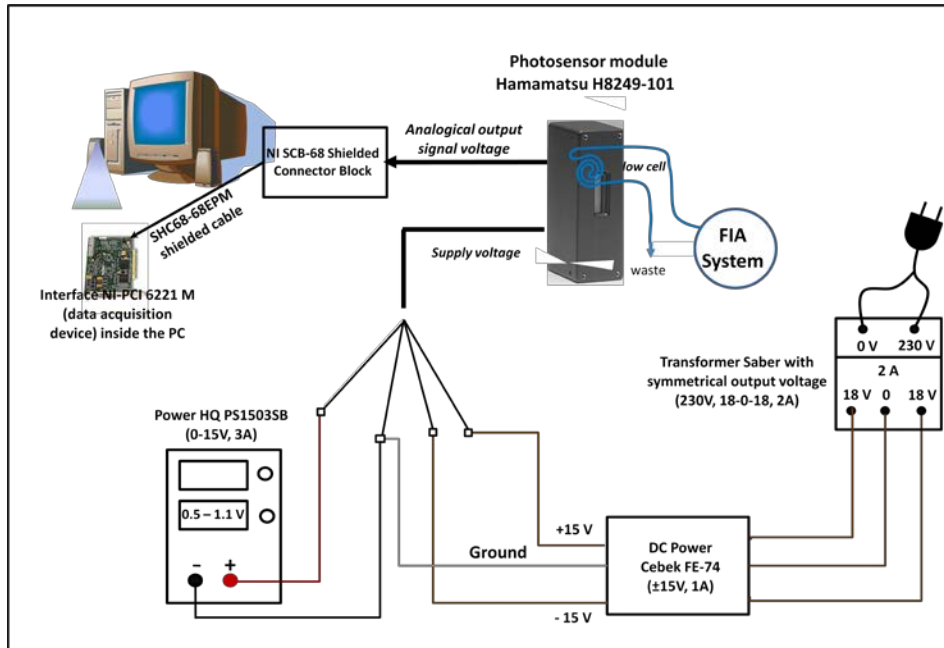 Photosensor module
Hamamatsu H8249-101
Analogical output
signal voltage
NI SCB-68 Shielded
Connector Block
low cell
SHC68-68EPM
shielded cable
Supply voltage
waste
FIA
System
Interface NI-PCI 6221 M
(data acquisition
device) inside the PC
0 V 230 V
2 A
18 V 0 18 V
Transformer Saber with
symmetrical output voltage
(230V, 18-0-18, 2A)
Power HQ PS1503SB
(0-15V, 3A)
0.5 – 1.1 V
– +
+15 V
Ground
- 15 V
DC Power
Cebek FE-74
(±15V, 1A)